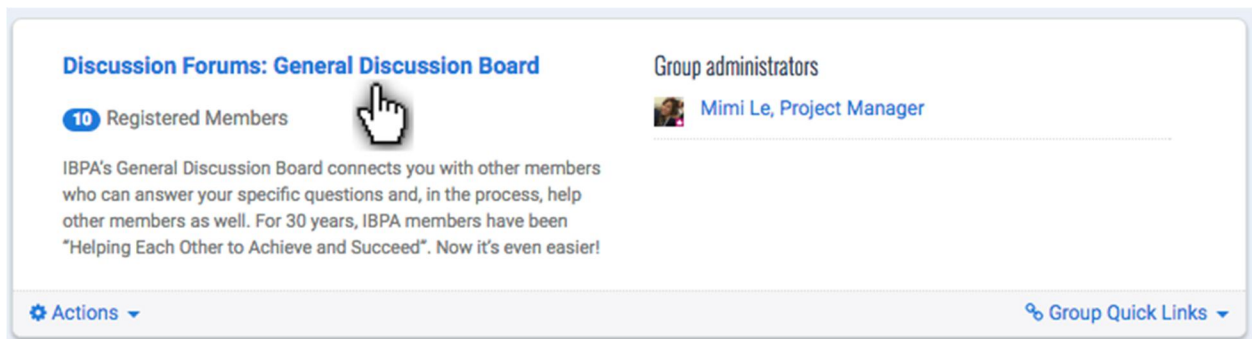 Discussion Forums: General Discussion Board
10 Registered Members
IBPA's General Discussion Board connects you with other members
who can answer your specific questions and, in the process, help
other members as well. For 30 years, IBPA members have been
"Helping Each Other to Achieve and Succeed". Now it's even easier!
Group administrators
Mimi Le, Project Manager
Actions
Group Quick Links